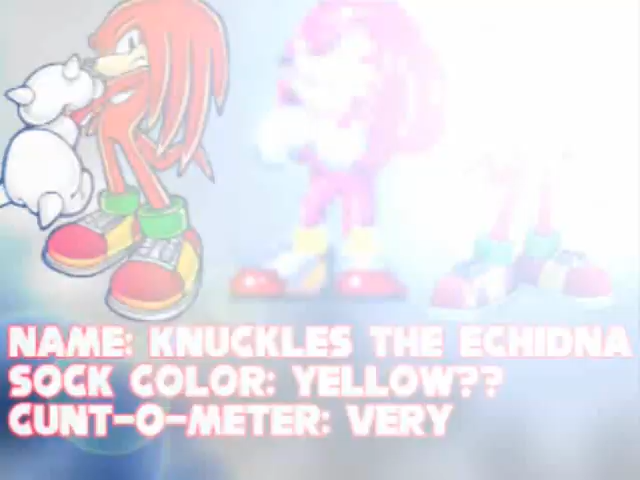 NAME: KNUCKLES THE ECHIDNA
SOCK COLOR: YELLOW??
CUNT-O-METER: VERY